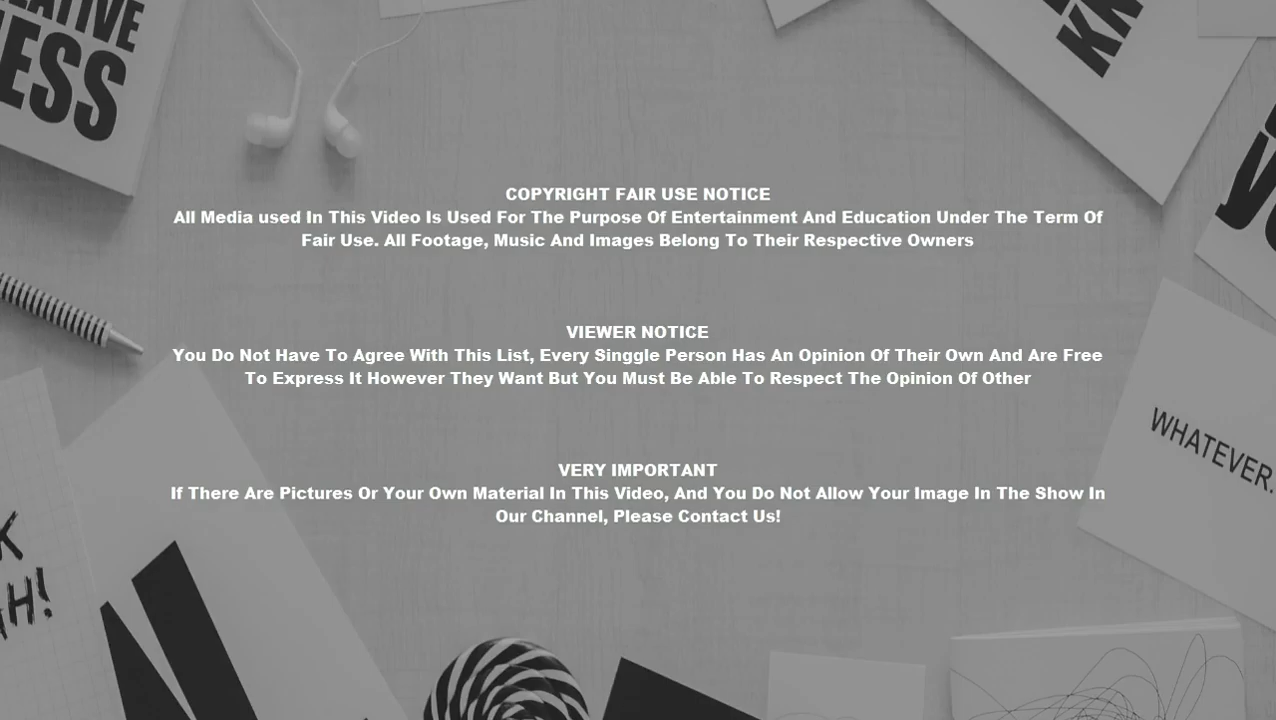 COPYRIGHT FAIR USE NOTICE
All Media used In This Video Is Used For The Purpose Of Entertainment And Education Under The Term Of
Fair Use. All Footage, Music And Images Belong To Their Respective Owners
VIEWER NOTICE
You Do Not Have To Agree With This List, Every Singgle Person Has An Opinion Of Their Own And Are Free
To Express It However They Want But You Must Be Able To Respect The Opinion Of Other
VERY IMPORTANT
If There Are Pictures Or Your Own Material In This Video, And You Do Not Allow Your Image In The Show In
Our Channel, Please Contact Us!
WHATEVER.